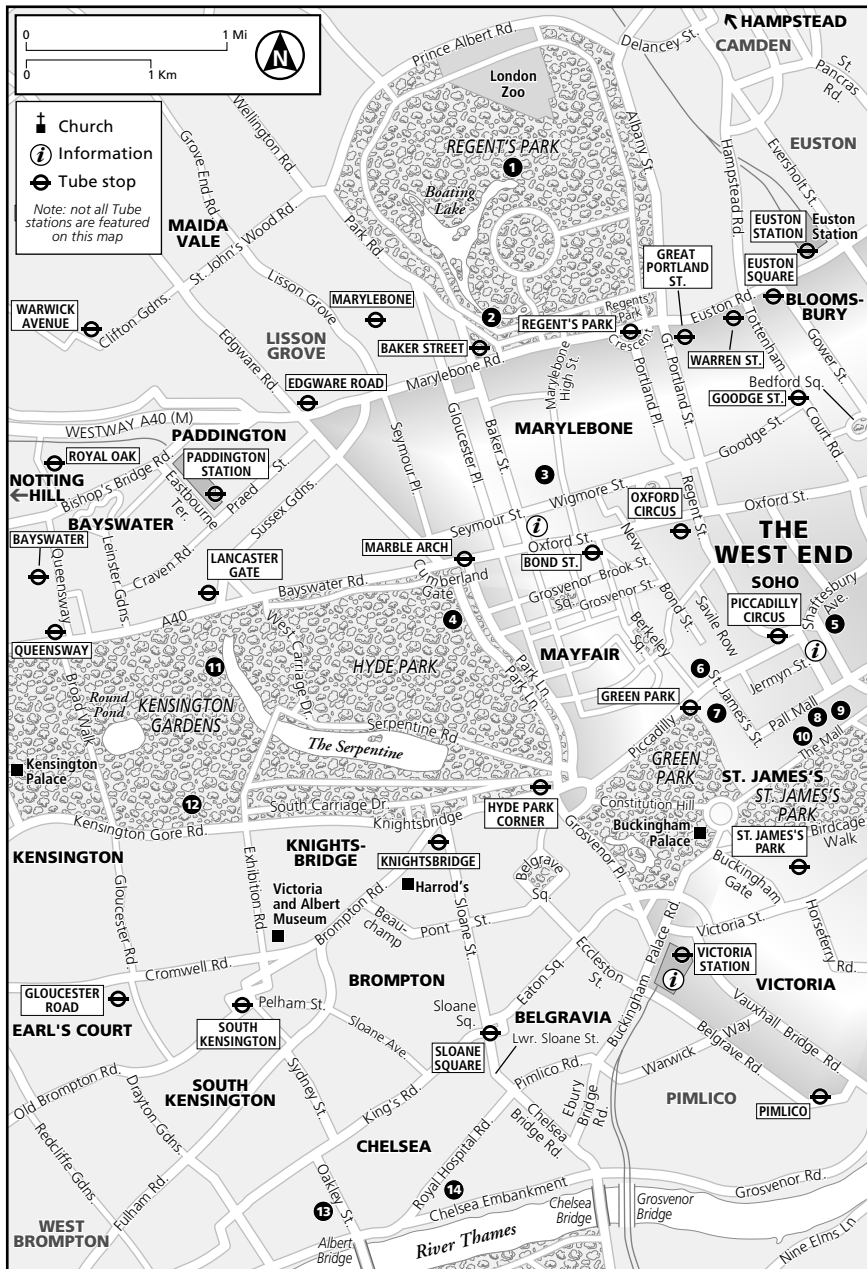 0
1 Mi
0
1 Km
N
Church
Information
Tube stop
Note: not all Tube
stations are featured
on this map
HAMPSTEAD
CAMDEN
Delancey St.
St.
Pancras
Rd.
Prince Albert Rd.
London
Zoo
Wellington Rd.
Grove-End Rd.
Albany St.
EUSTON
REGENT'S PARK
1
Boating
Lake
Hampstead Rd.
Eversholt St.
MAIDA
VALE
St. John's Wood Rd.
Park Rd.
EUSTON
STATION
Euston
Station
GREAT
PORTLAND
ST.
EUSTON
SQUARE
Clifton Gdns.
Lisson Grove
WARWICK
AVENUE
MARYLEBONE
2
Regents'
Park
Crescent
REGENT'S PARK
Euston Rd.
BLOOMS-
BURY
LISSON
GROVE
BAKER STREET
Marylebone Rd.
WARREN ST.
Tottenham
Court Rd
Gower St.
Edgware Rd.
EDGWARE ROAD
Marylebone
High St.
Portland Pl.
Gt. Portland St.
Bedford Sq.
GOODGE ST.
WESTWAY A40 (M)
PADDINGTON
MARYLEBONE
Goodge St.
ROYAL OAK
PADDINGTON
STATION
Seymour Pl.
Gloucester Pl.
Baker St.
NOTTING
HILL
Bishop's Bridge Rd.
Eastbourne
Ter.
Praed St.
Sussex Gdns.
3
Wigmore St.
Regent St.
OXFORD
CIRCUS
Oxford St.
BAYSWATER
Seymour St.
THE
WEST END
BAYSWATER
Queensway
Leinster Gdns.
Craven Rd.
LANCASTER
GATE
MARBLE ARCH
Oxford St.
BOND ST.
New
Bond St.
SOHO
Bayswater Rd.
Cumberland
Gate
Grosvenor
Sq.
Brook St.
Grosvenor St.
Savile Row
PICCADILLY
CIRCUS
Shaftesbury
Ave.
A40
4
5
QUEENSWAY
West Carriage Dr.
HYDE PARK
Park Ln.
Park Ln
MAYFAIR
Berkeley
Sq.
6
Jermyn St.
11
Broad Walk
Round
Pond
KENSINGTON
GARDENS
GREEN PARK
7
St. James's St.
Pall Mall
8
9
10
The Mall
Serpentine Rd
The Serpentine
Piccadilly
Kensington
Palace
GREEN
PARK
ST. JAMES'S
ST. JAMES'S
PARK
12
South Carriage Dr.
HYDE PARK
CORNER
Constitution Hill
Kensington Gore Rd.
Knightsbridge
Buckingham
Palace
ST. JAMES'S
PARK
Birdcage
Walk
KENSINGTON
KNIGHTS-
BRIDGE
KNIGHTSBRIDGE
Grosvenor Pl.
Buckingham
Gate
Gloucester Rd.
Exhibition Rd.
Victoria
and Albert
Museum
Harrod's
Belgrave
Sq.
Brompton Rd.
Beau-
champ
Pont St.
Sloane St.
Victoria St.
Horseferry
Rd.
Cromwell Rd.
Eccleston
St.
Buckingham Palace Rd.
VICTORIA
STATION
GLOUCESTER
ROAD
BROMPTON
Eaton Sq.
VICTORIA
Pelham St.
EARL'S COURT
SOUTH
KENSINGTON
Sloane
Sq.
BELGRAVIA
Sloane Ave.
SLOANE
SQUARE
Lwr. Sloane St.
Vauxhall Bridge Rd.
Belgrave Rd.
Warwick Way
Old Brompton Rd.
SOUTH
KENSINGTON
Sydney St.
Pimlico Rd.
Ebury
Bridge
Rd.
PIMLICO
PIMLICO
Drayton Gdns.
King's Rd.
Chelsea
Bridge Rd.
Redcliffe Gdns.
CHELSEA
Royal Hospital Rd.
Fulham Rd.
Oakley St.
14
Chelsea Embankment
Grosvenor Rd.
13
WEST
BROMPTON
Albert
Bridge
River Thames
Chelsea
Bridge
Grosvenor
Bridge
Nine Elms Ln